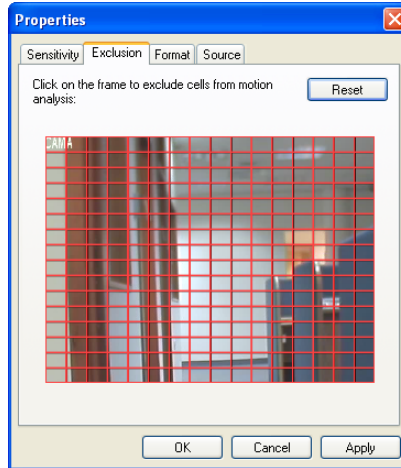 Properties
Sensitivity Exclusion Format Source
Click on the frame to exclude cells from motion
analysis:
Reset
CAMA
OK Cancel Apply